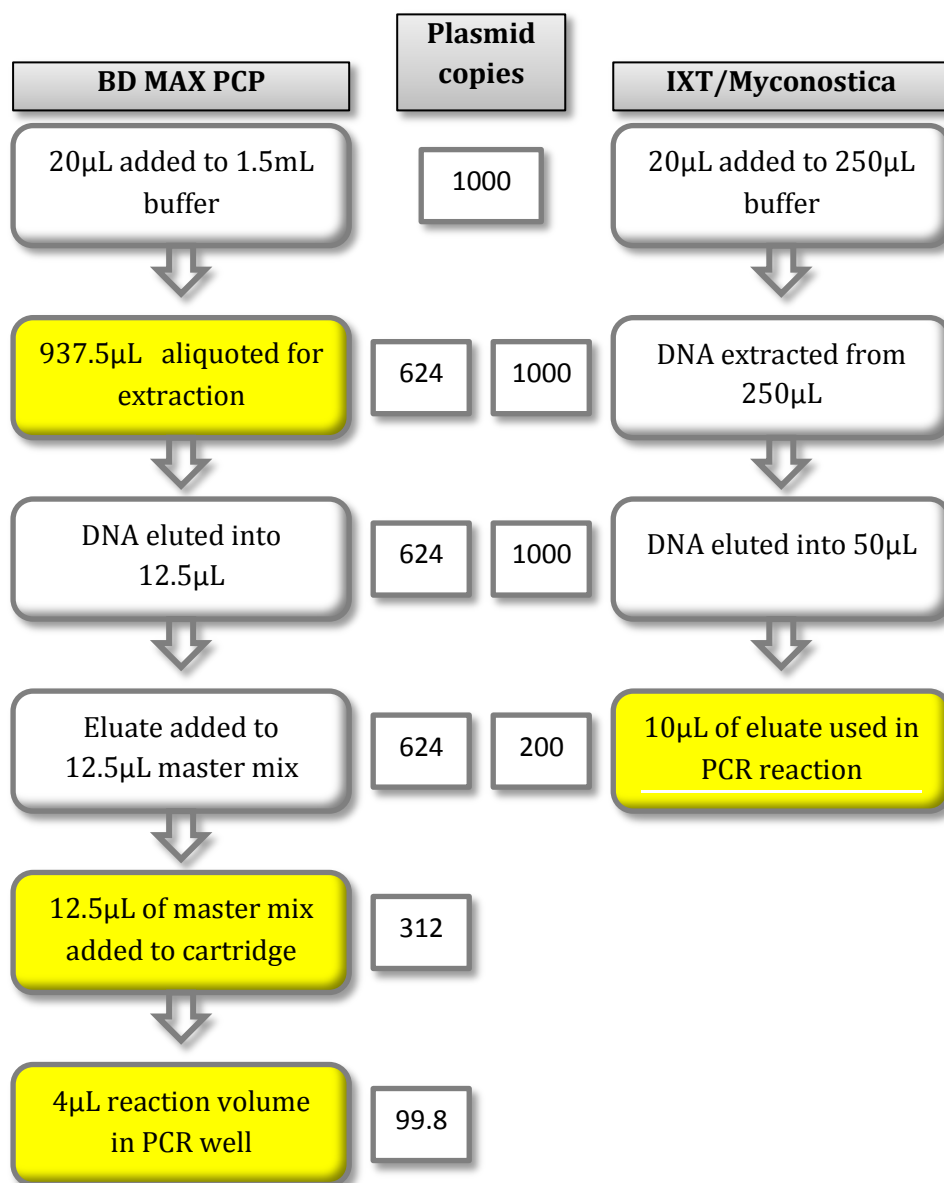 Plasmid
copies
BD MAX PCP
IXT/Myconostica
20µL added to 1.5mL
buffer
1000
20µL added to 250µL
buffer
937.5µL aliquoted for
extraction
624
1000
DNA extracted from
250µL
DNA eluted into
12.5µL
624
1000
DNA eluted into 50µL
Eluate added to
12.5µL master mix
624
200
10µL of eluate used in
PCR reaction
12.5µL of master mix
added to cartridge
312
4µL reaction volume
in PCR well
99.8